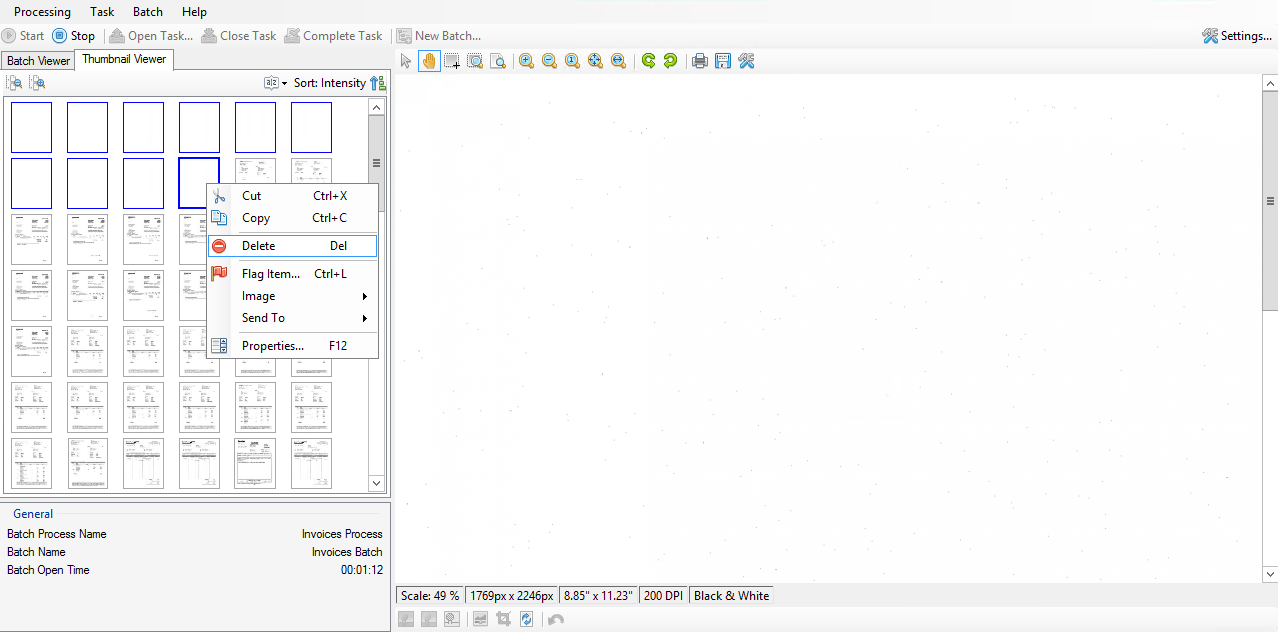 Processing Task Batch Help
Start Stop Open Task... Close Task Complete Task New Batch... Settings...
Batch Viewer Thumbnail Viewer
Sort: Intensity
Cut Ctrl+X
Copy Ctrl+C
Delete Del
Flag Item... Ctrl+L
Image
Send To
Properties... F12
General
Batch Process Name Invoices Process
Batch Name Invoices Batch
Batch Open Time 00:01:12
Scale: 49 % 1769px x 2246px 8.85" x 11.23" 200 DPI Black & White